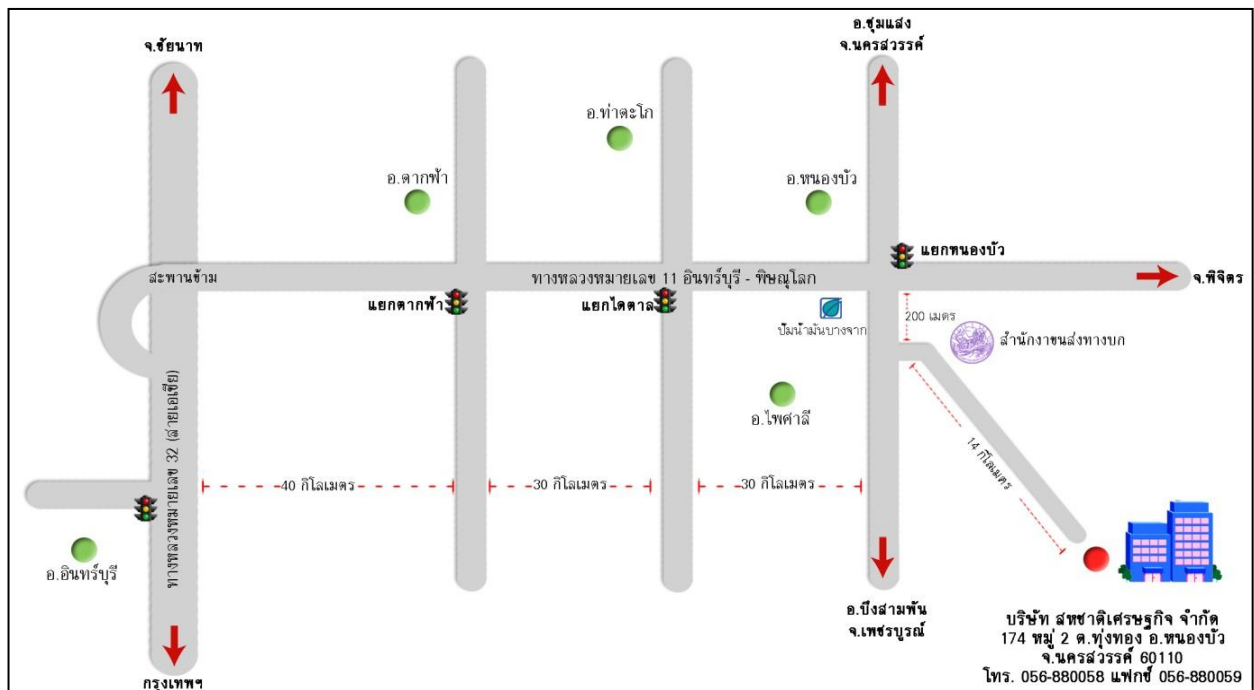 จ.ชัยนาท
อ.ชุมแสง
จ.นครสวรรค์
อ.ท่าตะโก
อ.ตากฟ้า
อ.หนองบัว
แยกหนองบัว
สะพานข้าม
ทางหลวงหมายเลข 11 อินทร์บุรี - พิษณุโลก
จ.พิจิตร
แยกตากฟ้า
แยกไดตาล
ปั๊มน้ำมันบางจาก
200 เมตร
สำนักงาขนส่งทางบก
ทางหลวงหมายเลข 32 (สายเอเซีย)
อ.ไพศาลี
14 กิโลเมตร
40 กิโลเมตร
30 กิโลเมตร
30 กิโลเมตร
อ.อินทร์บุรี
กรุงเทพฯ
อ.บึงสามพัน
จ.เพชรบูรณ์
บริษัท สหชาติเศรษฐกิจ จำกัด
174 หมู่ 2 ต.ทุ่งทอง อ.หนองบัว
จ.นครสวรรค์ 60110
โทร. 056-880058 แฟกซ์ 056-880059